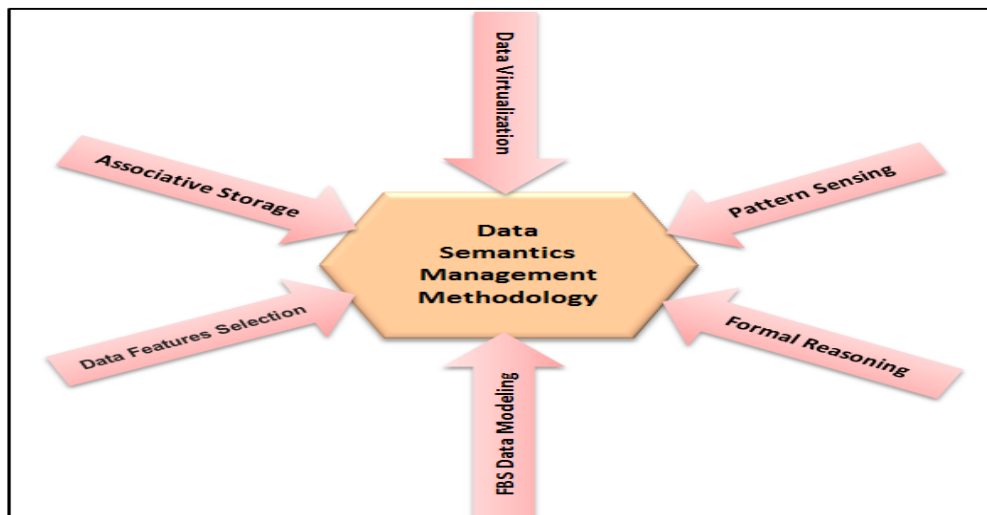 Data Virtualization
Associative Storage
Pattern Sensing
Data
Semantics
Management
Methodology
Data Features Selection
Formal Reasoning
FBS Data Modeling